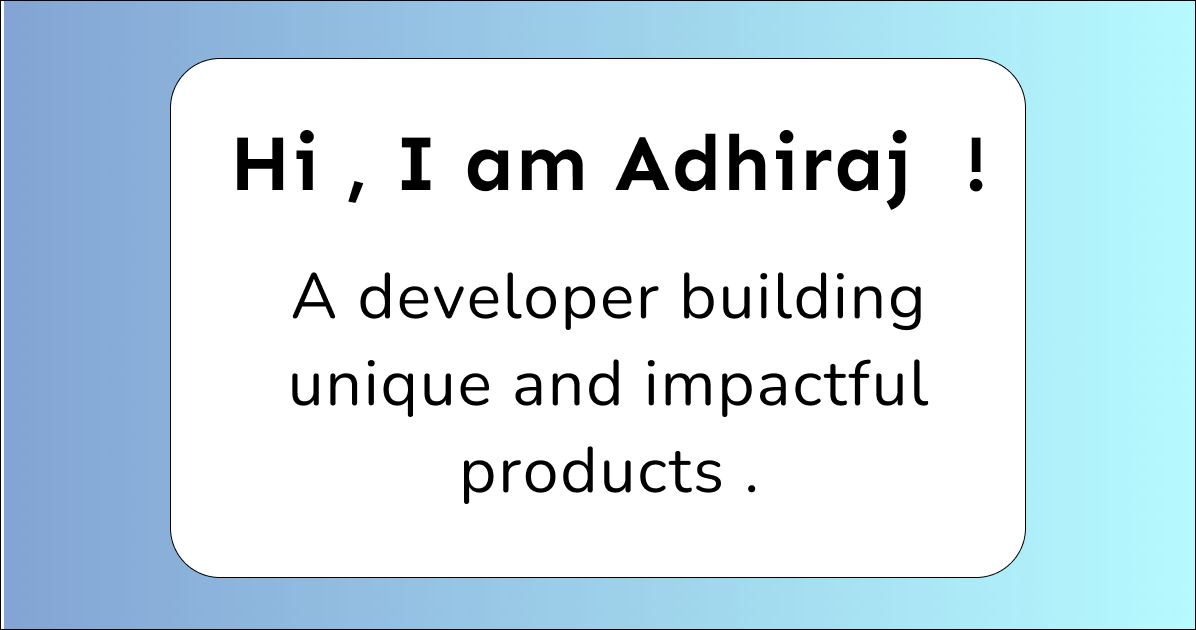 Hi , I am Adhiraj  !
A developer building
unique and impactful
products .